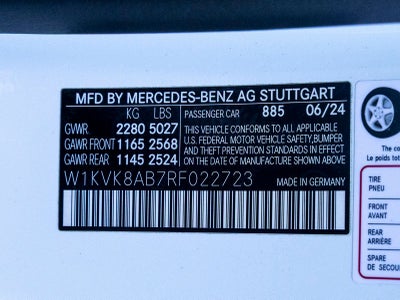 MFD BY MERCEDES-BENZ AG STUTTGART
KG LBS
PASSENGER CAR 885 06/24
GVWR 2280 5027
GAWR FRONT 1165 2568
GAWR REAR 1145 2524
THIS VEHICLE CONFORMS TO ALL APPLICABLE
U.S. FEDERAL MOTOR VEHICLE SAFETY, BUMPER
AND THEFT PREVENTION STANDARDS IN EFFECT
ON THE DATE OF MANUFACTURE SHOWN ABOVE.
W1KVK8AB7RF022723
MADE IN GERMANY
The co
Le poids tot
TIRE
PNEU
FRONT
AVANT
REAR
ARRIÈRE
SPARE
DE SECOU